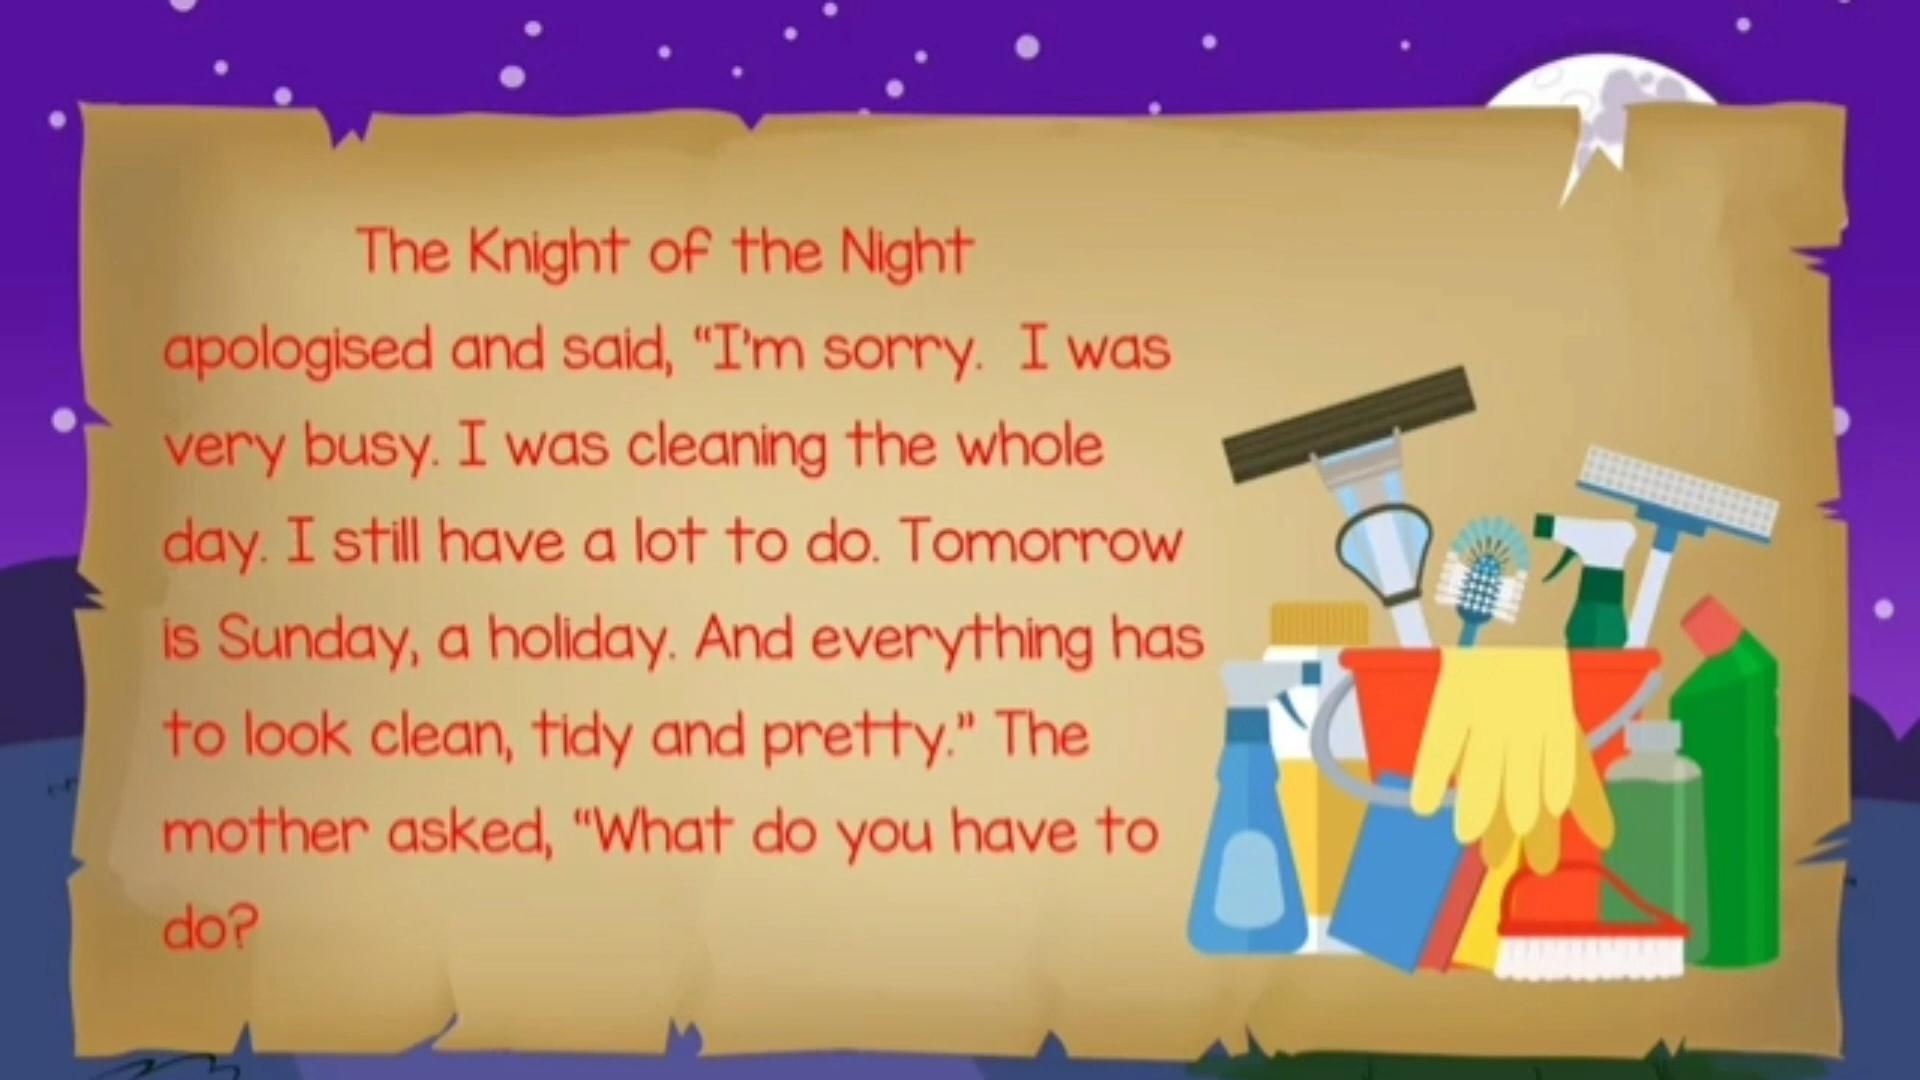 The Knight of the Night
apologised and said, “I'm sorry.  I was
very busy. I was cleaning the whole
day. I still have a lot to do. Tomorrow
is Sunday, a holiday. And everything has
to look clean, tidy and pretty.” The
mother asked, “What do you have to
do?